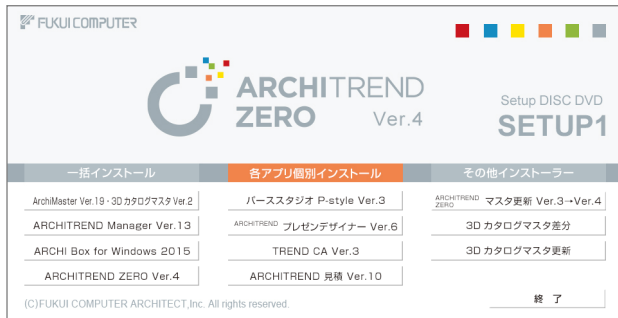 FUKUI COMPUTER
ARCHITREND
ZERO Ver.4
Setup DISC DVD
SETUP1
一括インストール
各アプリ個別インストール
その他インストーラー
ArchiMaster Ver.19・3Dカタログマスタ Ver.2
パーススタジオ P-style Ver.3
ARCHITREND ZERO マスタ更新 Ver.3→Ver.4
ARCHITREND Manager Ver.13
ARCHITREND プレゼンデザイナー Ver.6
3D カタログマスタ差分
ARCHI Box for Windows 2015
TREND CA Ver.3
3D カタログマスタ更新
ARCHITREND ZERO Ver.4
ARCHITREND 見積 Ver.10
終 了
(C)FUKUI COMPUTER ARCHITECT,Inc. All rights reserved.